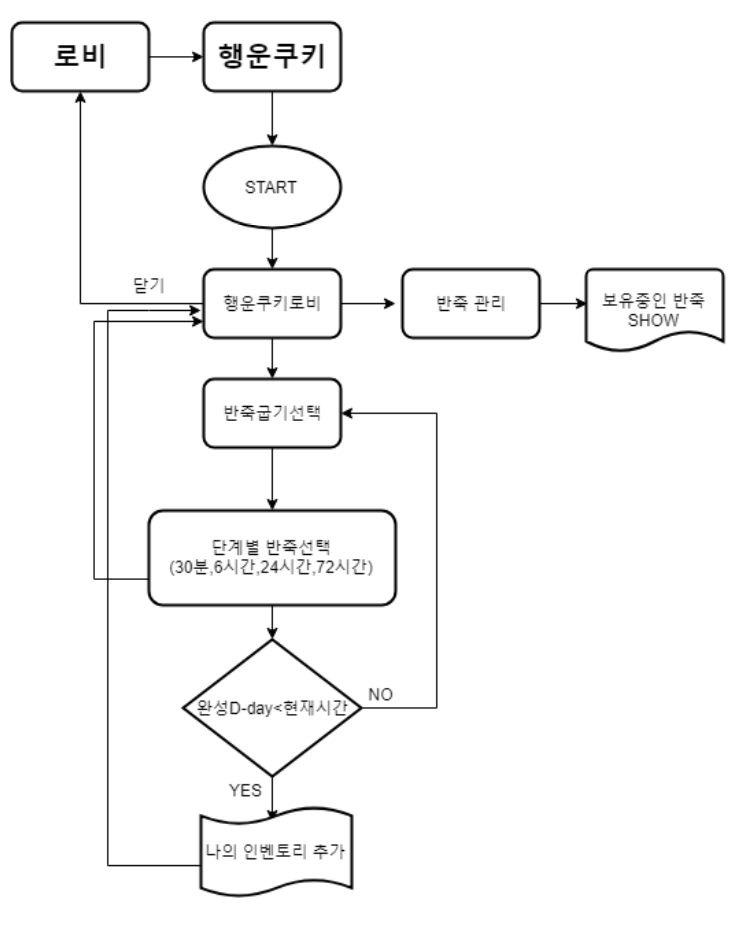 로비
행운쿠키
START
닫기
행운쿠키로비
반죽 관리
보유중인 반죽
SHOW
반죽굽기선택
단계별 반죽선택
(30분,6시간,24시간,72시간)
완성D-day<현재시간
NO
YES
나의 인벤토리 추가